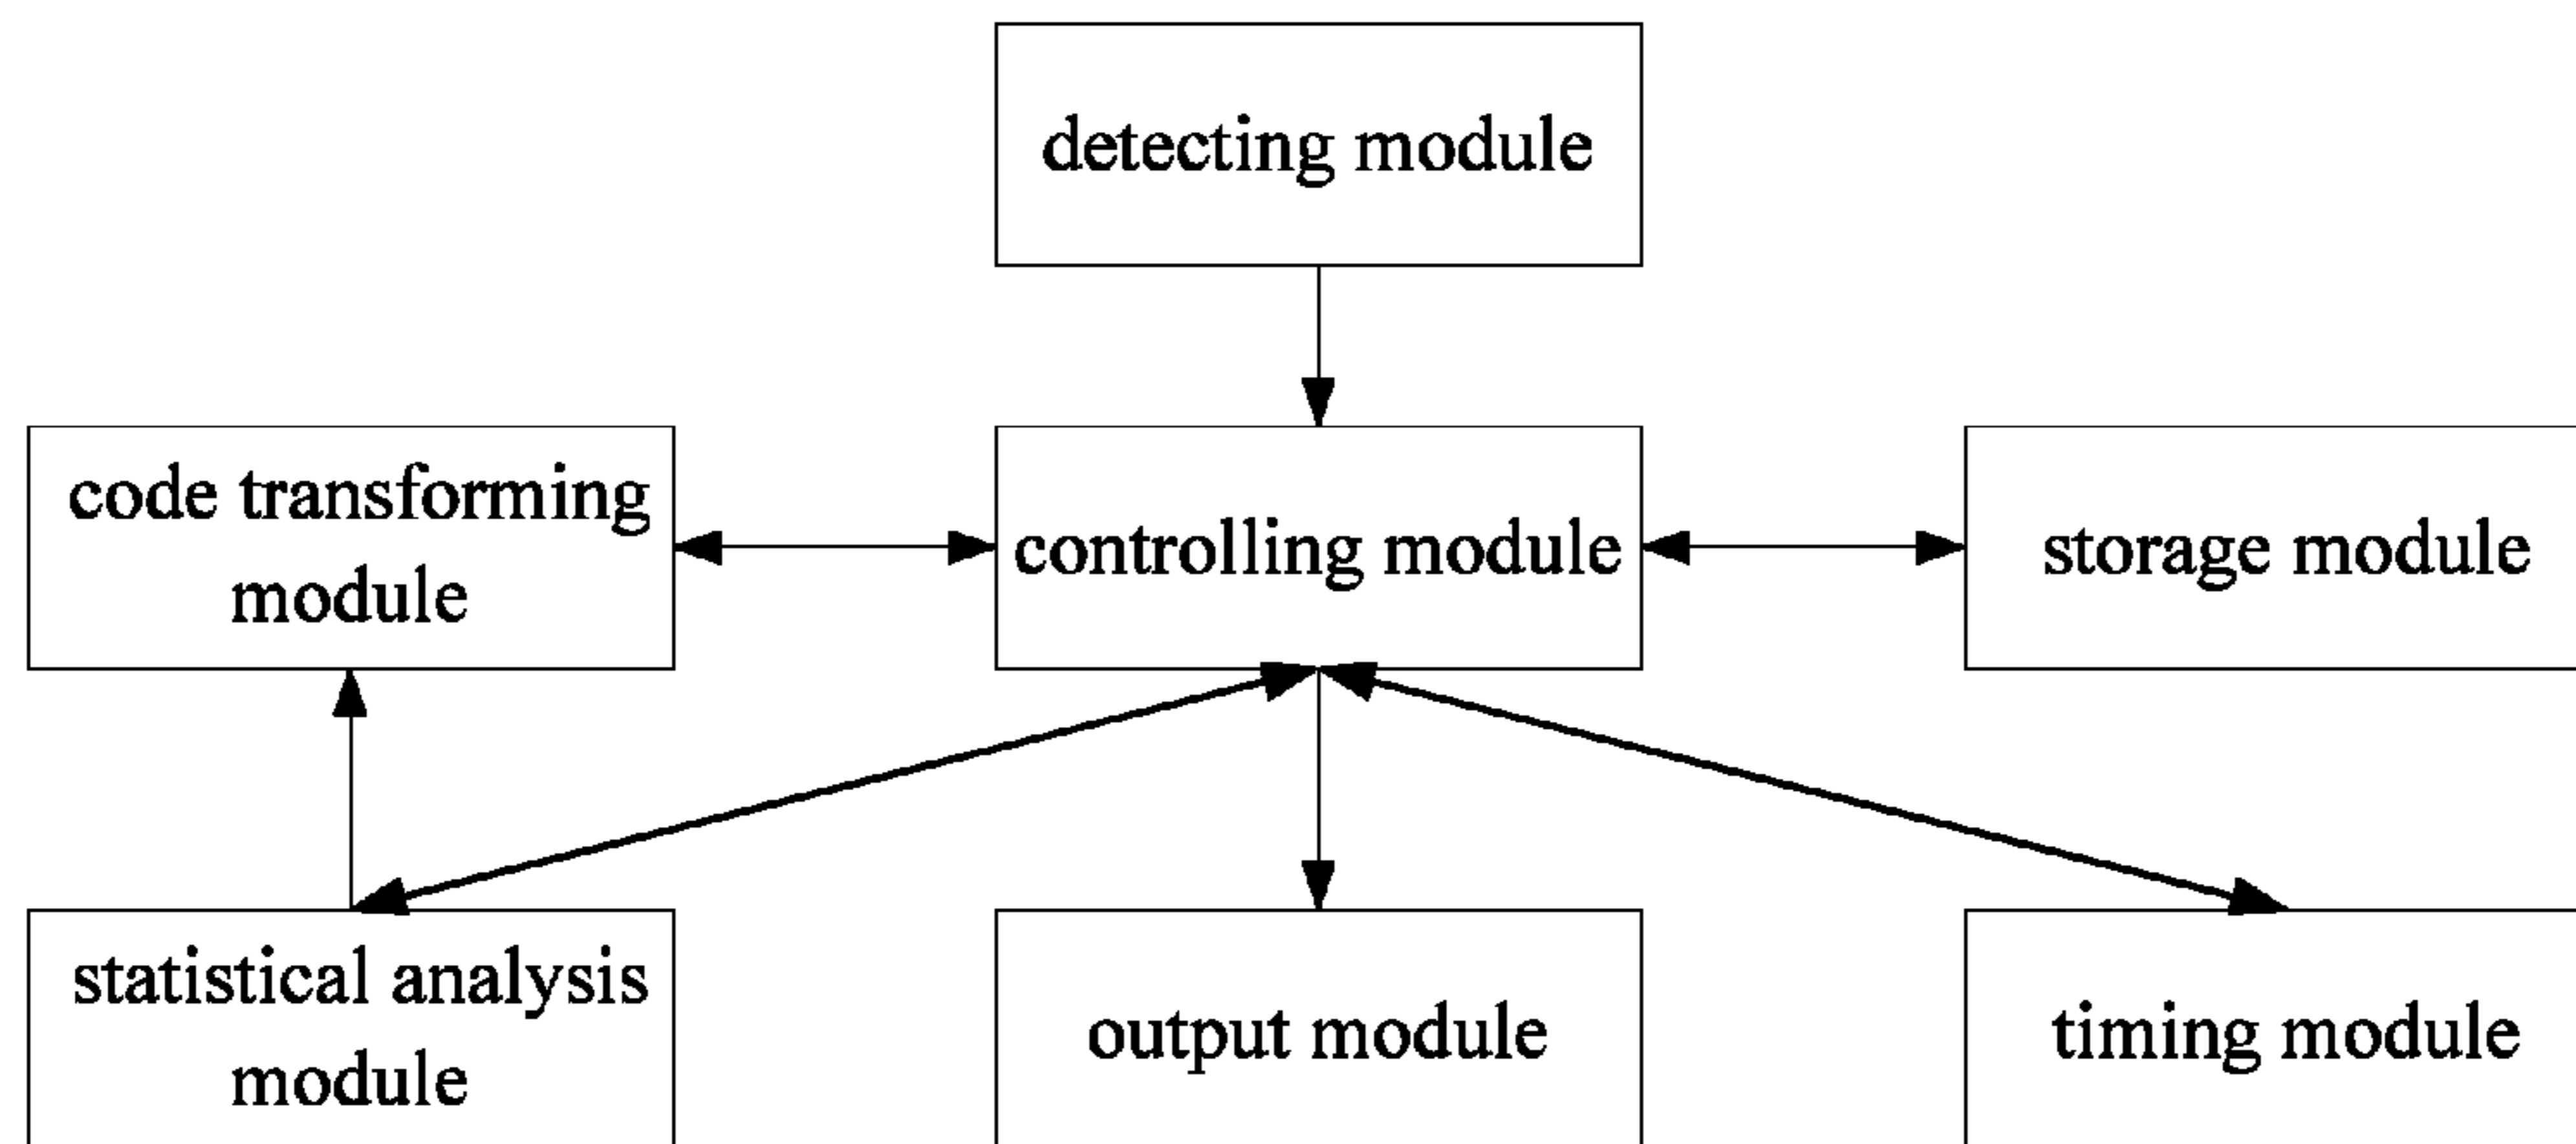 detecting module
code transforming
module
controlling module
storage module
statistical analysis
module
output module
timing module